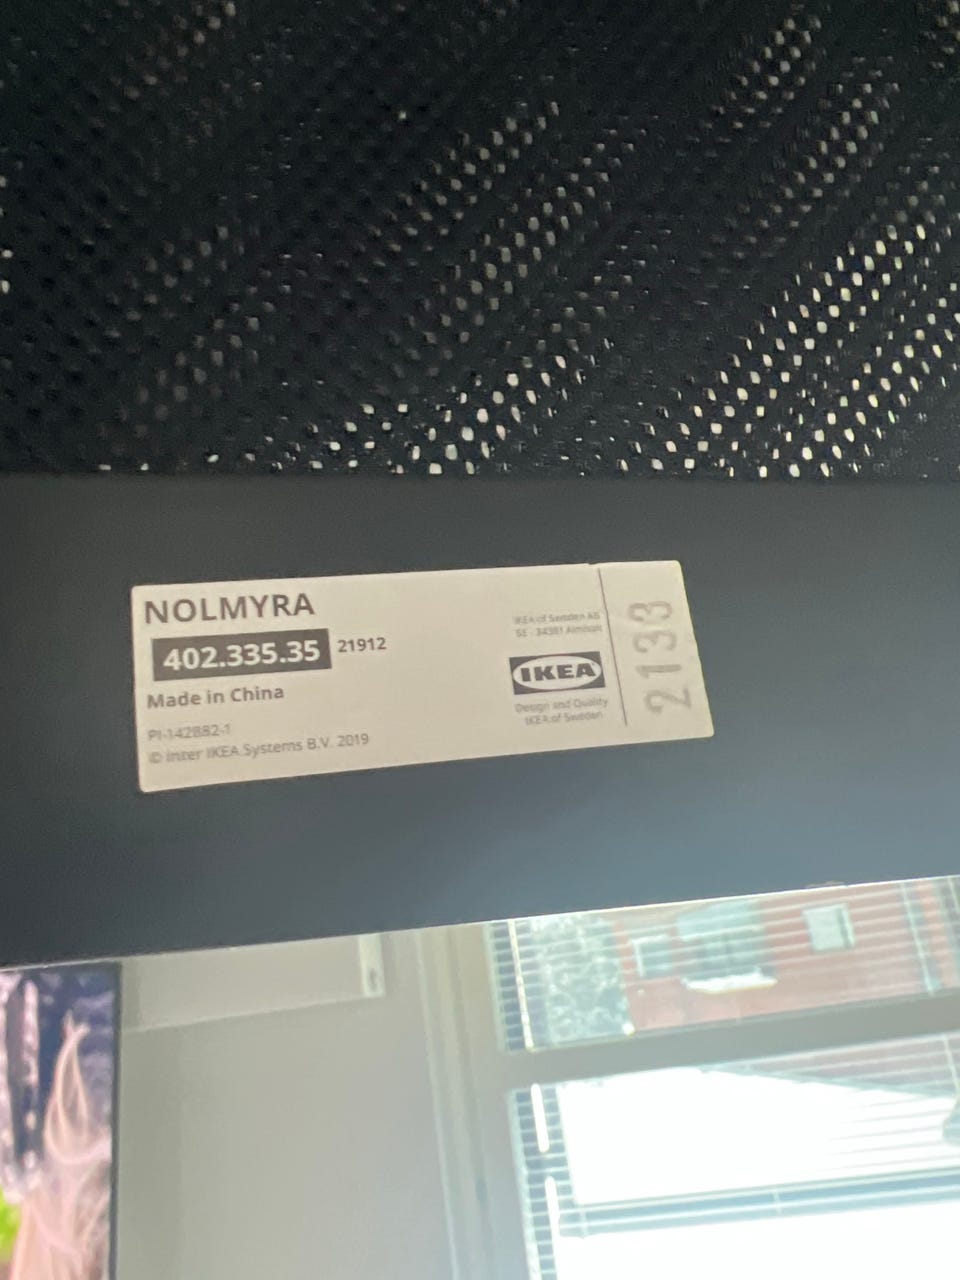 NOLMYRA
402.335.35 21912
Made in China
PI-142882-1
© Inter IKEA Systems B.V. 2019
IKEA of Sweden AB
SE - 34381 Älmhult
IKEA
Design and Quality
IKEA of Sweden
2133